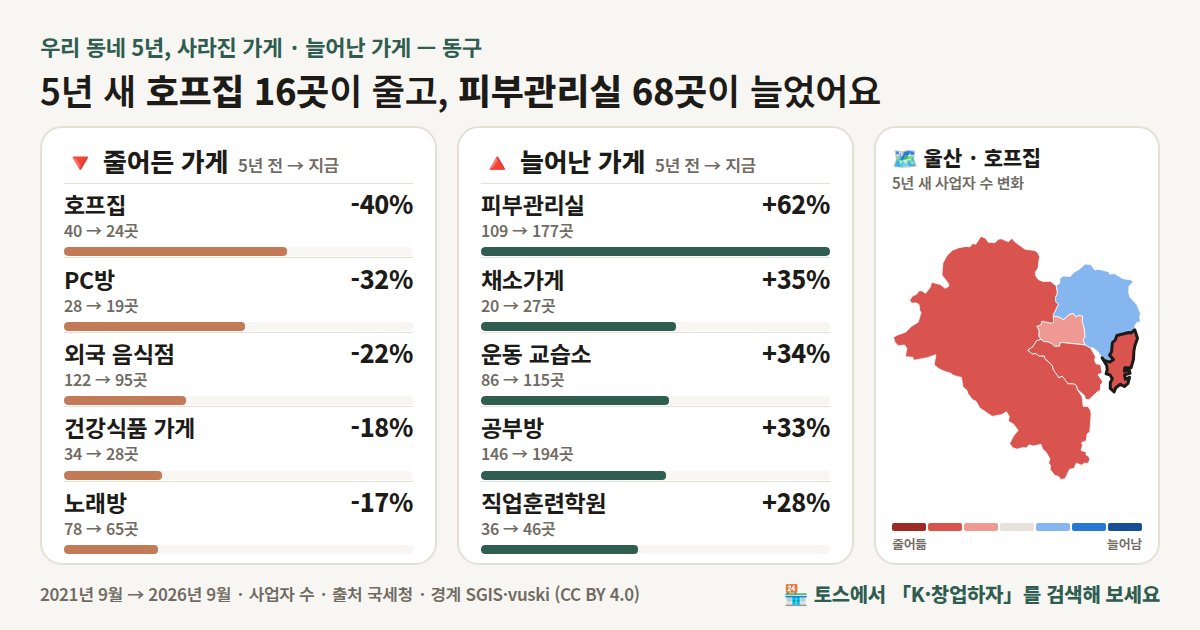 우리 동네 5년, 사라진 가게 · 늘어난 가게 — 동구
5년 새 호프집 16곳이 줄고, 피부관리실 68곳이 늘었어요
줄어든 가게 5년 전 → 지금
호프집 -40%
40 → 24곳
PC방 -32%
28 → 19곳
외국 음식점 -22%
122 → 95곳
건강식품 가게 -18%
34 → 28곳
노래방 -17%
78 → 65곳
늘어난 가게 5년 전 → 지금
피부관리실 +62%
109 → 177곳
채소가게 +35%
20 → 27곳
운동 교습소 +34%
86 → 115곳
공부방 +33%
146 → 194곳
직업훈련학원 +28%
36 → 46곳
울산 · 호프집
5년 새 사업자 수 변화
줄어듦 늘어남
2021년 9월 → 2026년 9월 · 사업자 수 · 출처 국세청 · 경계 SGIS·vuski (CC BY 4.0)
토스에서 「K·창업하자」를 검색해 보세요